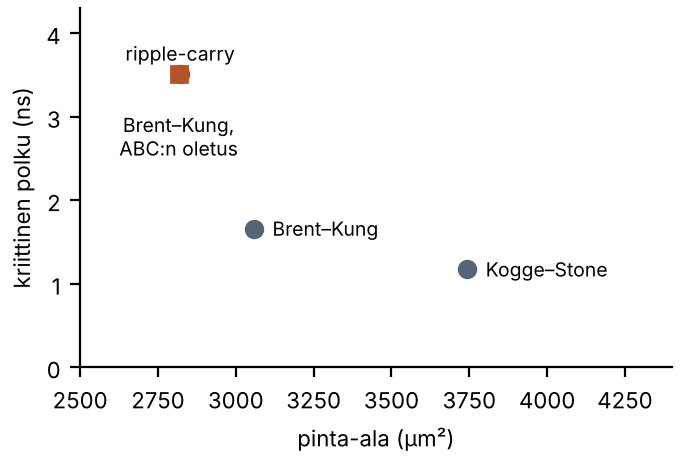 4
ripple-carry
3
Brent–Kung,
ABC:n oletus
2
Brent–Kung
Kogge–Stone
1
0
kriittinen polku (ns)
2500 2750 3000 3250 3500 3750 4000 4250
pinta-ala (µm²)